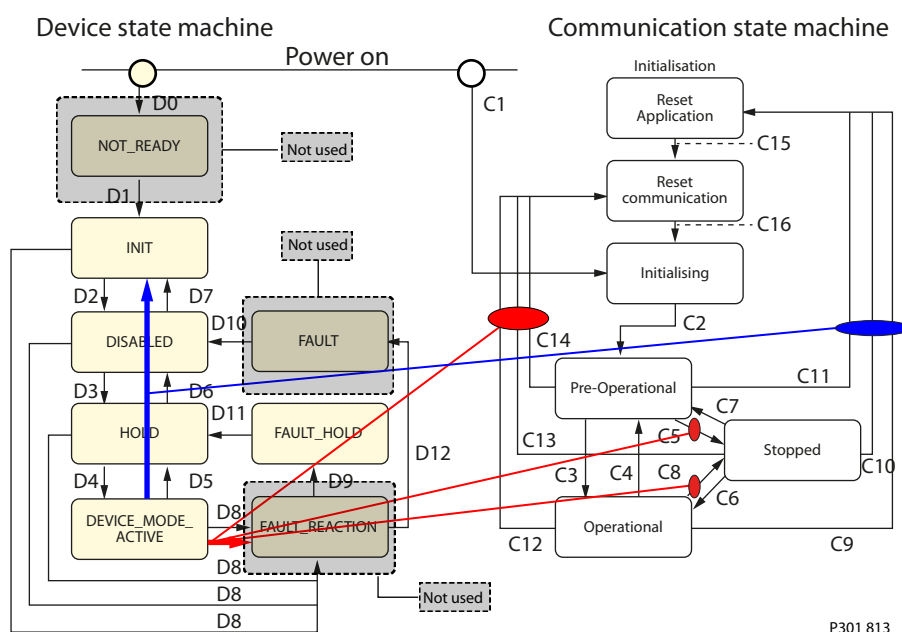 Device state machine
Communication state machine
Power on
Initialisation
D0
C1
Reset
Application
NOT_READY
Not used
C15
D1
Reset
communication
C16
INIT
Not used
Initialising
D2
D7
D10
C2
DISABLED
FAULT
C14
C11
D3
D6
Pre-Operational
D11
C7
HOLD
FAULT_HOLD
C5
C13
Stopped
D12
D4
D5
D9
C3
C4
C8
C10
C6
DEVICE_MODE_
ACTIVE
D8
FAULT_REACTION
Operational
C12
C9
D8
D8
Not used
D8
P301 813